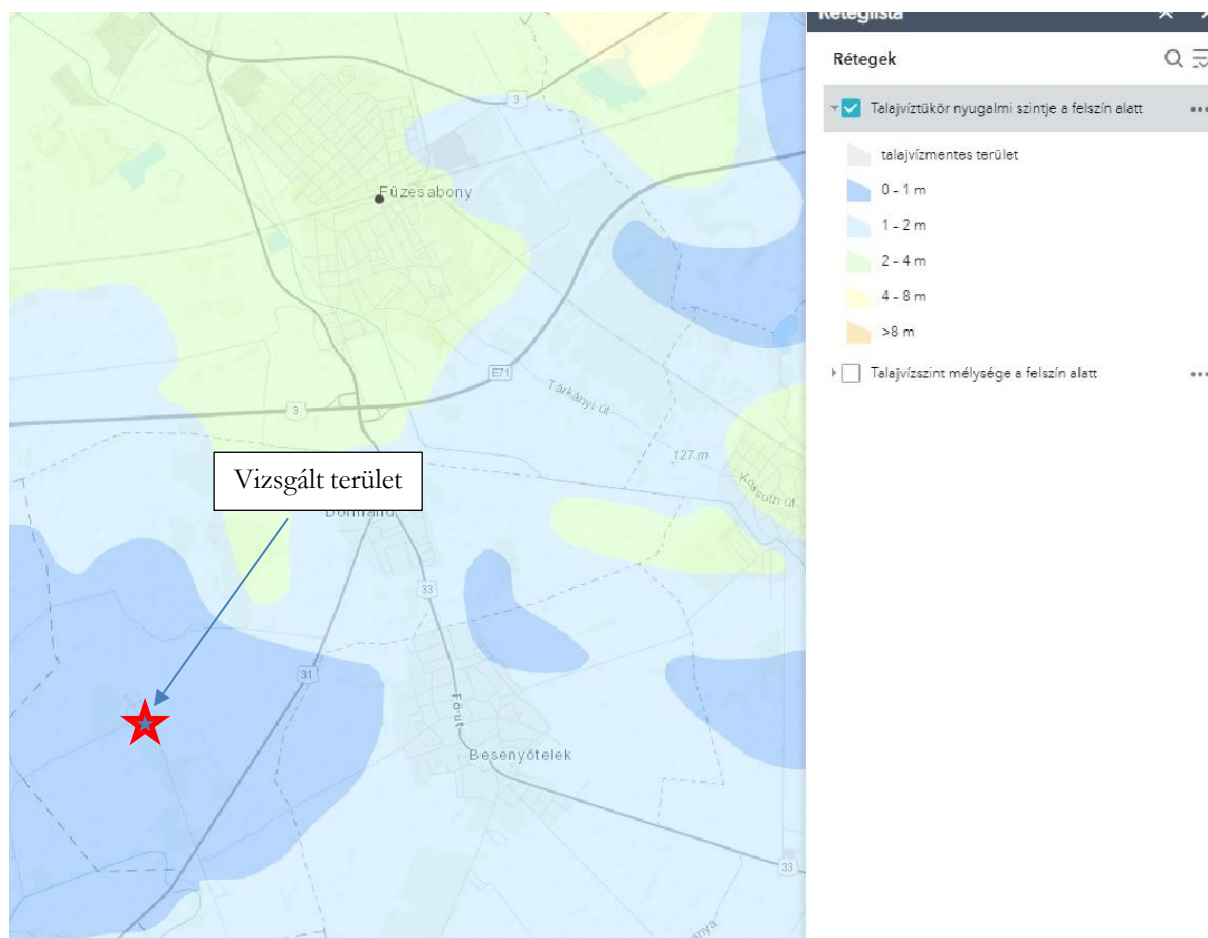 Réteglista
Rétegek
Talajvíztükör nyugalmi szintje a felszín alatt
talajvízmentes terület
0 - 1 m
1 - 2 m
2 - 4 m
4 - 8 m
>8 m
Talajvízszint mélysége a felszín alatt
3
Füzesabony
E71
Tárkányi út
3
127 m
Kossuth út
Vizsgált terület
Dormánd
33
31
Fő út
Besenyőtelek
33